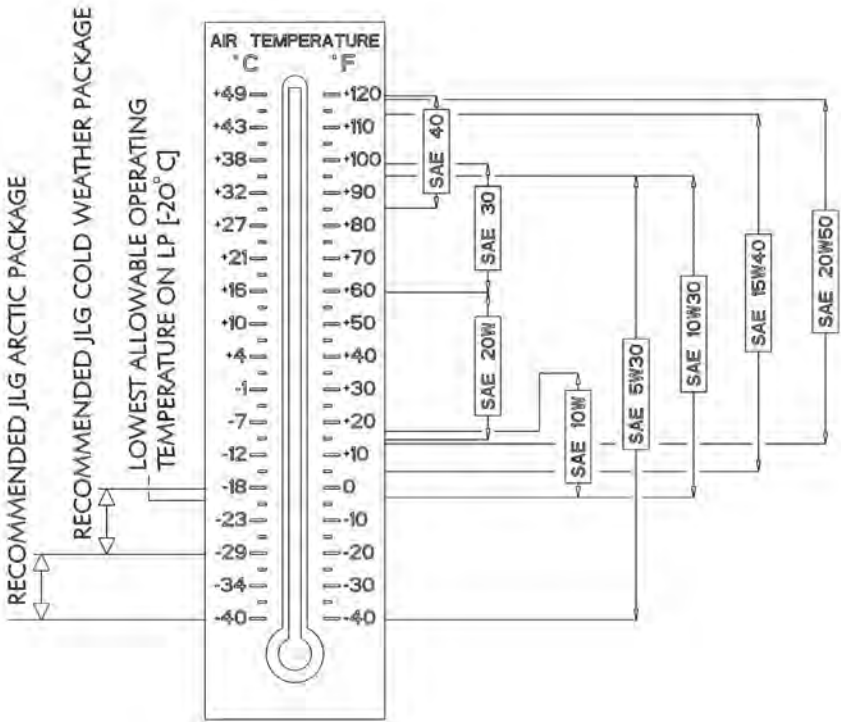 AIR TEMPERATURE
°C °F
+49 +120
+43 +110
+38 +100
+32 +90
+27 +80
+21 +70
+16 +60
+10 +50
+4 +40
-1 +30
-7 +20
-12 +10
-18 0
-23 -10
-29 -20
-34 -30
-40 -40
RECOMMENDED JLG ARCTIC PACKAGE
RECOMMENDED JLG COLD WEATHER PACKAGE
LOWEST ALLOWABLE OPERATING
TEMPERATURE ON LP [-20° C]
SAE 40
SAE 30
SAE 20W
SAE 10W
SAE 5W30
SAE 10W30
SAE 15W40
SAE 20W50